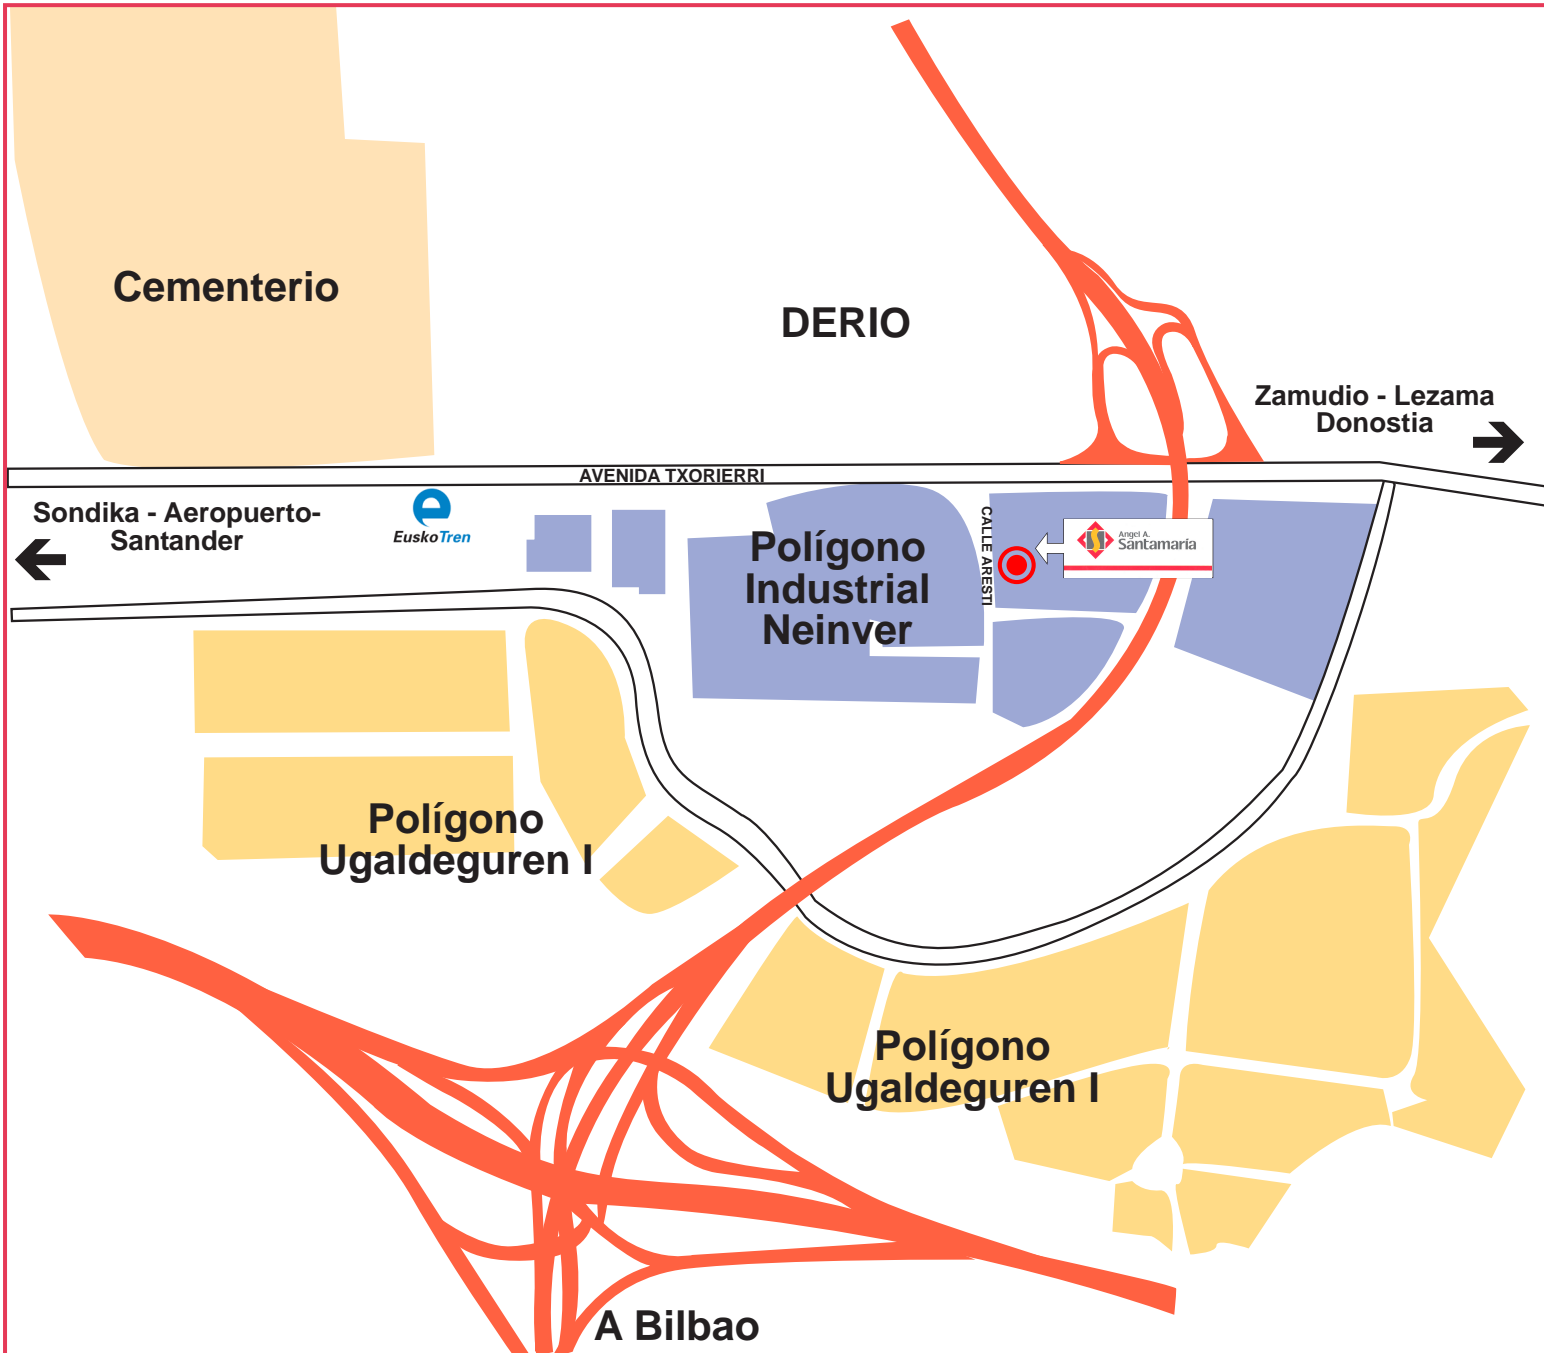 Cementerio
DERIO
Zamudio - Lezama
Donostia
AVENIDA TXORIERRI
Sondika - Aeropuerto-
Santander
EuskoTren
CALLE ARESTI
Angel A.
Santamaría
Polígono
Industrial
Neinver
Polígono
Ugaldeguren I
Polígono
Ugaldeguren I
A Bilbao